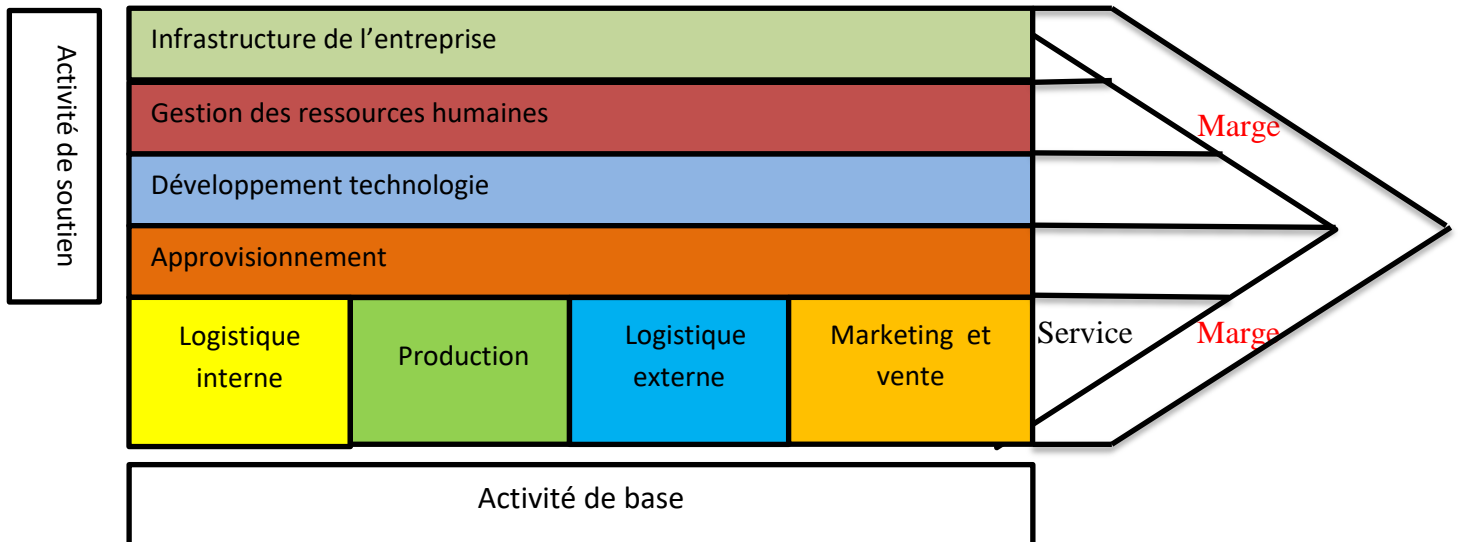 Activité de soutien
Infrastructure de l’entreprise
Gestion des ressources humaines
Développement technologie
Approvisionnement
Marge
Logistique
interne
Production
Logistique
externe
Marketing et
vente
Service
Marge
Activité de base